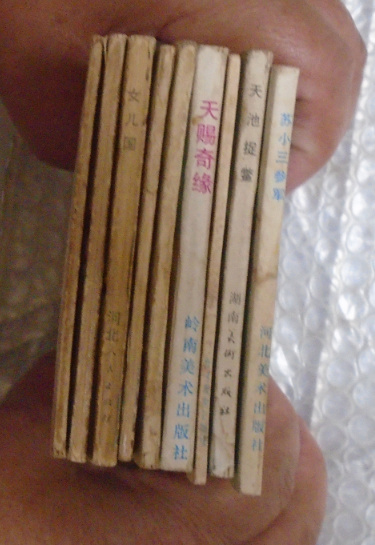 女儿国
河北
天赐奇缘
岭南美术出版社
天池捉鳖
湖南美术出版社
苏小三参军
河北美术出版社